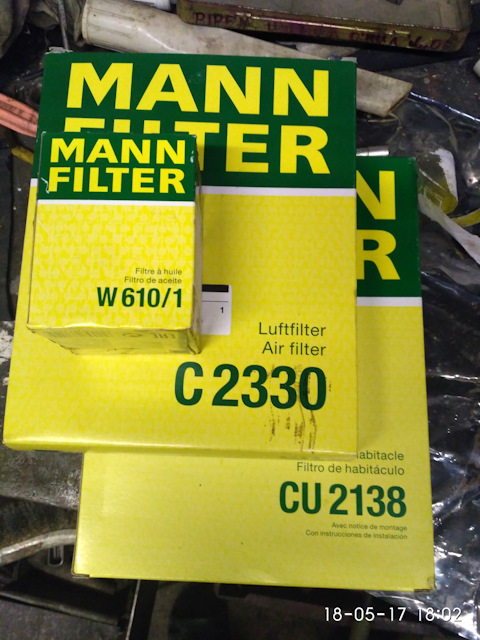 MANN
FILTER
MANN
FILTER
Filtre à huile
Filtro de aceite
W 610/1
1
Luftfilter
Air filter
C 2330
N
R
habitacle
Filtro de habitáculo
CU 2138
Avec notice de montage
Con instrucciones de instalación
18-05-17 18:02